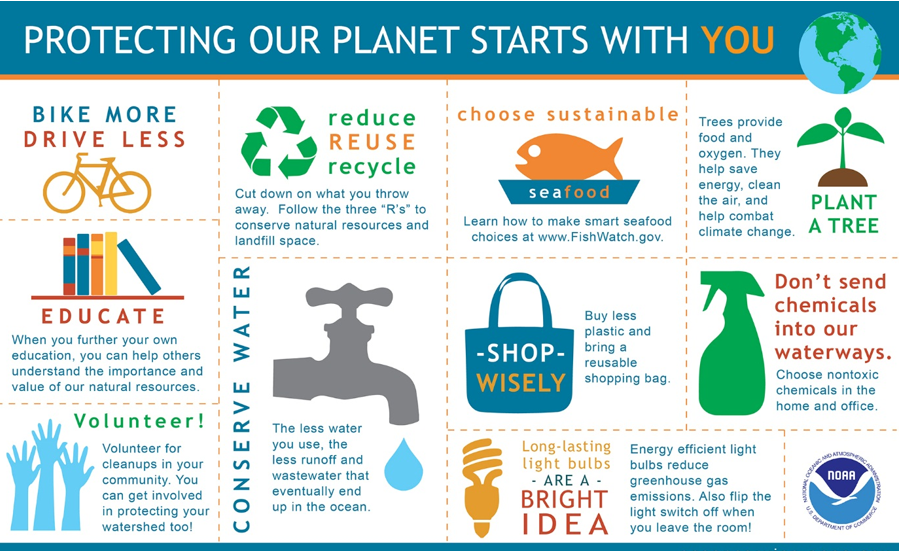 PROTECTING OUR PLANET STARTS WITH YOU
BIKE MORE
DRIVE LESS
reduce
REUSE
recycle
Cut down on what you throw
away. Follow the three “R’s” to
conserve natural resources and
landfill space.
choose sustainable
seafood
Learn how to make smart seafood
choices at www.FishWatch.gov.
Trees provide
food and
oxygen. They
help save
energy, clean
the air, and
help combat
climate change.
PLANT
A TREE
EDUCATE
When you further your own
education, you can help others
understand the importance and
value of our natural resources.
CONSERVE WATER
The less water
you use, the
less runoff and
wastewater that
eventually end
up in the ocean.
-SHOP-
WISELY
Buy less
plastic and
bring a
reusable
shopping bag.
Don’t send
chemicals
into our
waterways.
Choose nontoxic
chemicals in the
home and office.
Volunteer!
Volunteer for
cleanups in your
community. You
can get involved
in protecting your
watershed too!
Long-lasting
light bulbs
- ARE A -
BRIGHT
IDEA
Energy efficient light
bulbs reduce
greenhouse gas
emissions. Also flip the
light switch off when
you leave the room!
NATIONAL OCEANIC AND ATMOSPHERIC ADMINISTRATION
NOAA
U.S. DEPARTMENT OF COMMERCE